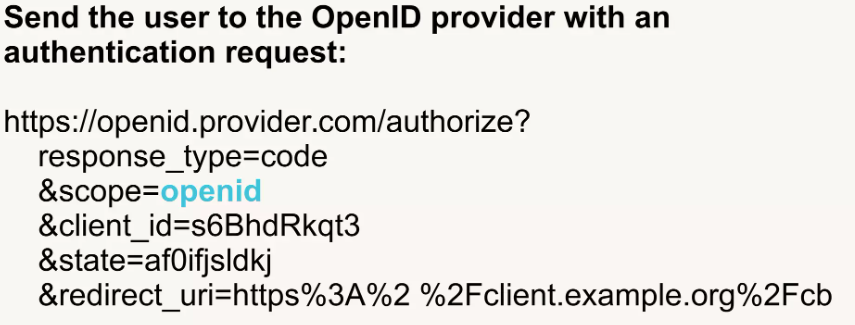 Send the user to the OpenID provider with an
authentication request:
https://openid.provider.com/authorize?
response_type=code
&scope=openid
&client_id=s6BhdRkqt3
&state=af0ifjsldkj
&redirect_uri=https%3A%2 %2Fclient.example.org%2Fcb